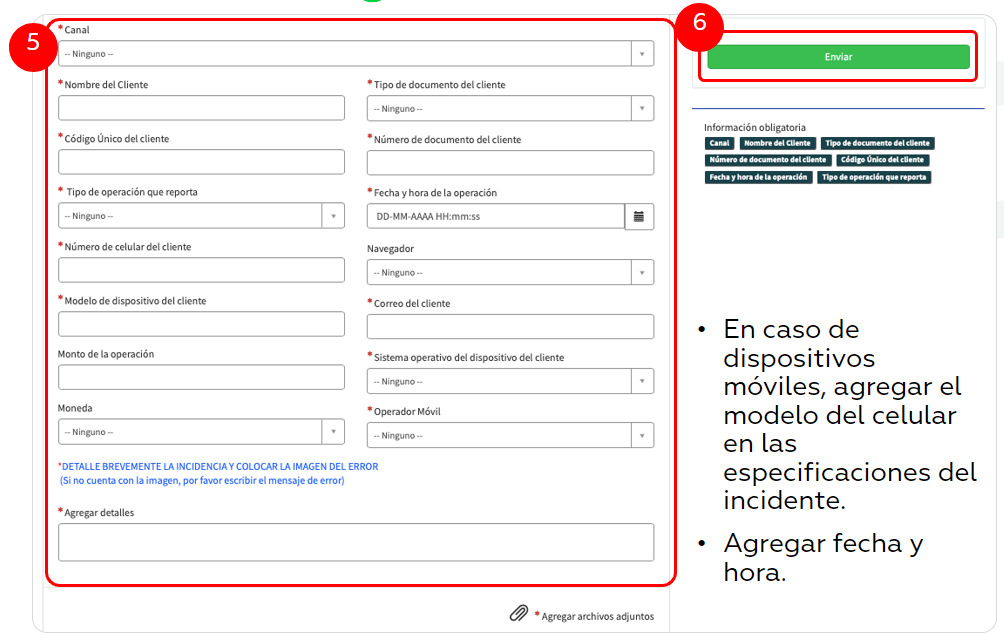 5
6
*Canal
-- Ninguno --
*Nombre del Cliente
*Tipo de documento del cliente
-- Ninguno --
*Código Único del cliente
*Número de documento del cliente
* Tipo de operación que reporta
-- Ninguno --
*Fecha y hora de la operación
DD-MM-AAAA HH:mm:ss
*Número de celular del cliente
Navegador
-- Ninguno --
*Modelo de dispositivo del cliente
*Correo del cliente
Monto de la operación
*Sistema operativo del dispositivo del cliente
-- Ninguno --
Moneda
-- Ninguno --
*Operador Móvil
-- Ninguno --
*DETALLE BREVEMENTE LA INCIDENCIA Y COLOCAR LA IMAGEN DEL ERROR
(Si no cuenta con la imagen, por favor escribir el mensaje de error)
*Agregar detalles
* Agregar archivos adjuntos
Enviar
Información obligatoria
Canal Nombre del Cliente Tipo de documento del cliente
Número de documento del cliente Código Único del cliente
Fecha y hora de la operación Tipo de operación que reporta
• En caso de
dispositivos
móviles, agregar el
modelo del celular
en las
especificaciones del
incidente.
• Agregar fecha y
hora.